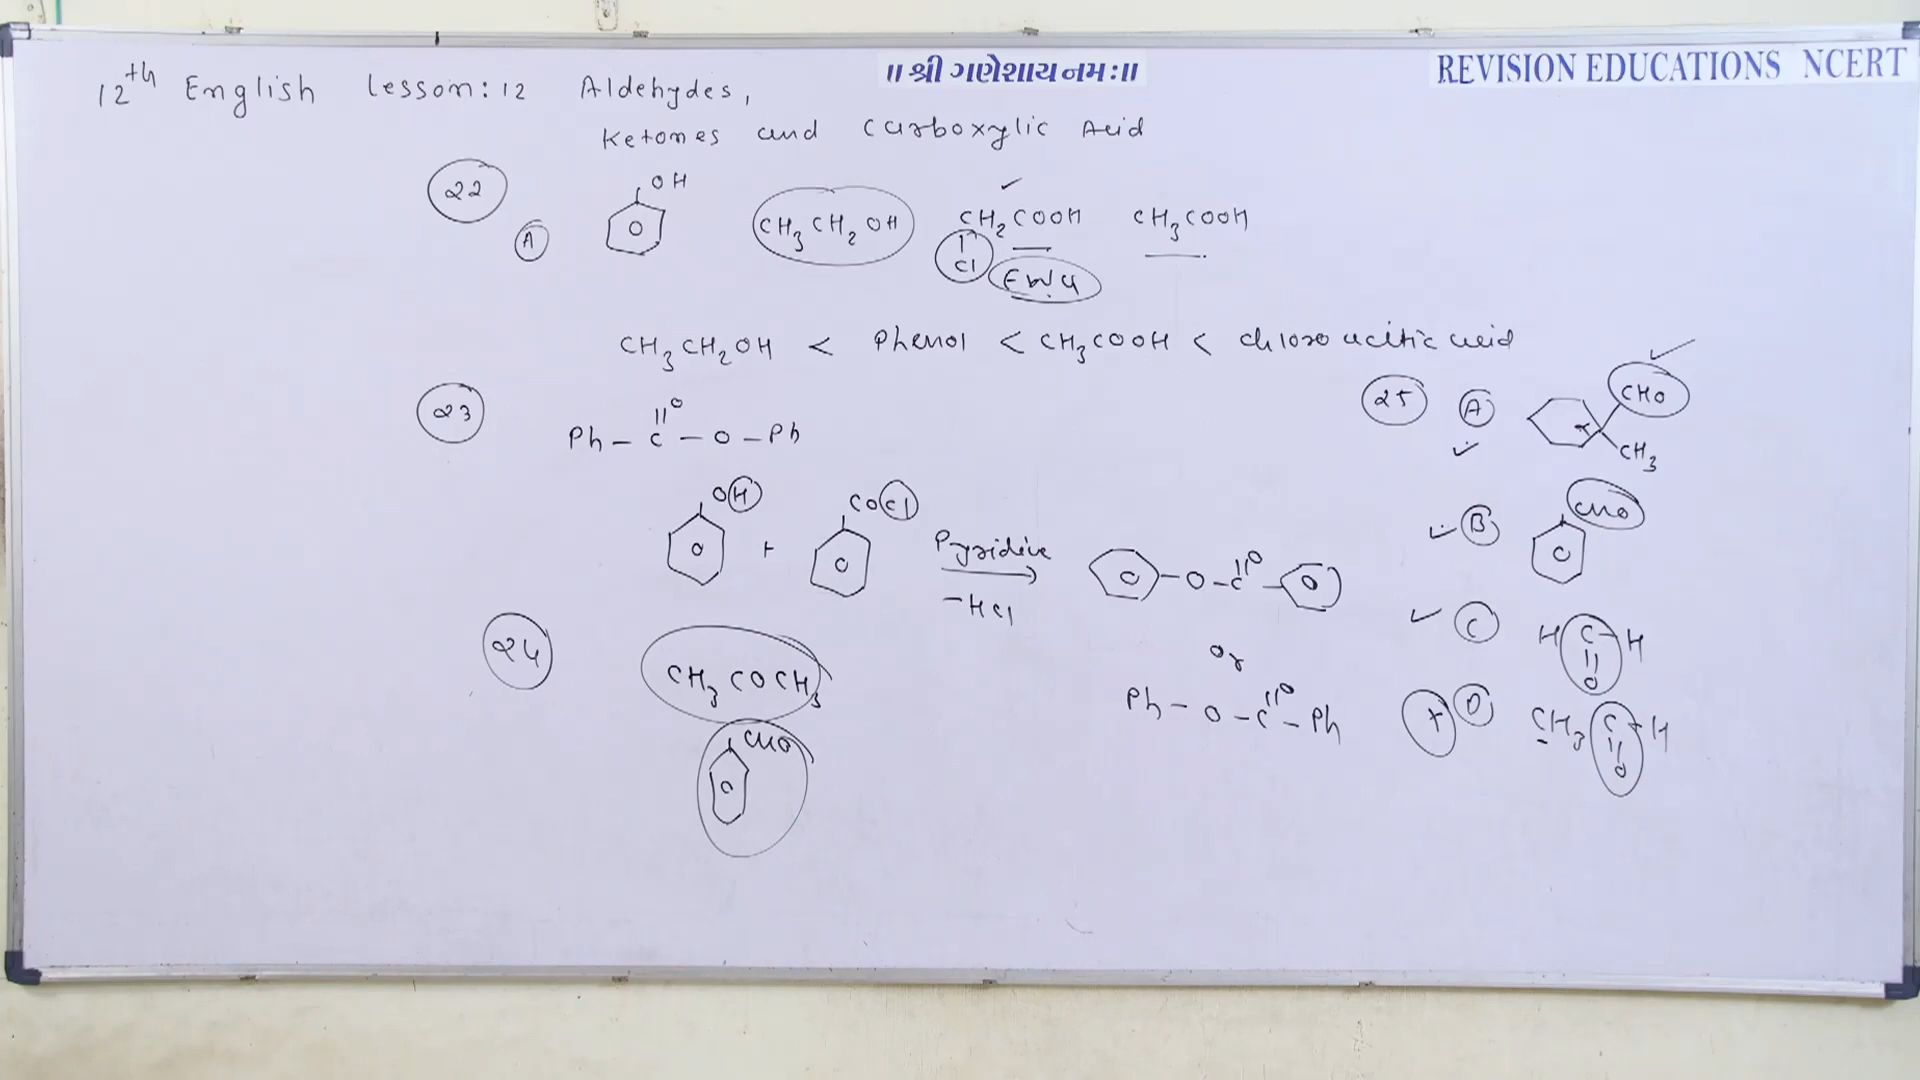 ॥ શ્રી ગણેશાય નમઃ॥
REVISION EDUCATIONS NCERT
12th English Lesson: 12 Aldehydes,
Ketones and Carboxylic Acid
22
A
OH
CH3CH2OH
CH2COOH
Cl
EWG
CH3COOH
CH3CH2OH < Phenol < CH3COOH < chloro acitic acid
23
Ph - C - O - Ph
O
OH + COCl
Pyridine
-HCl
O - C
O
or
Ph - O - C - Ph
O
24
CH3COCH3
CHO
25
A
CHO
CH3
B
CHO
C
H C - H
O
D
CH3 C - H
O